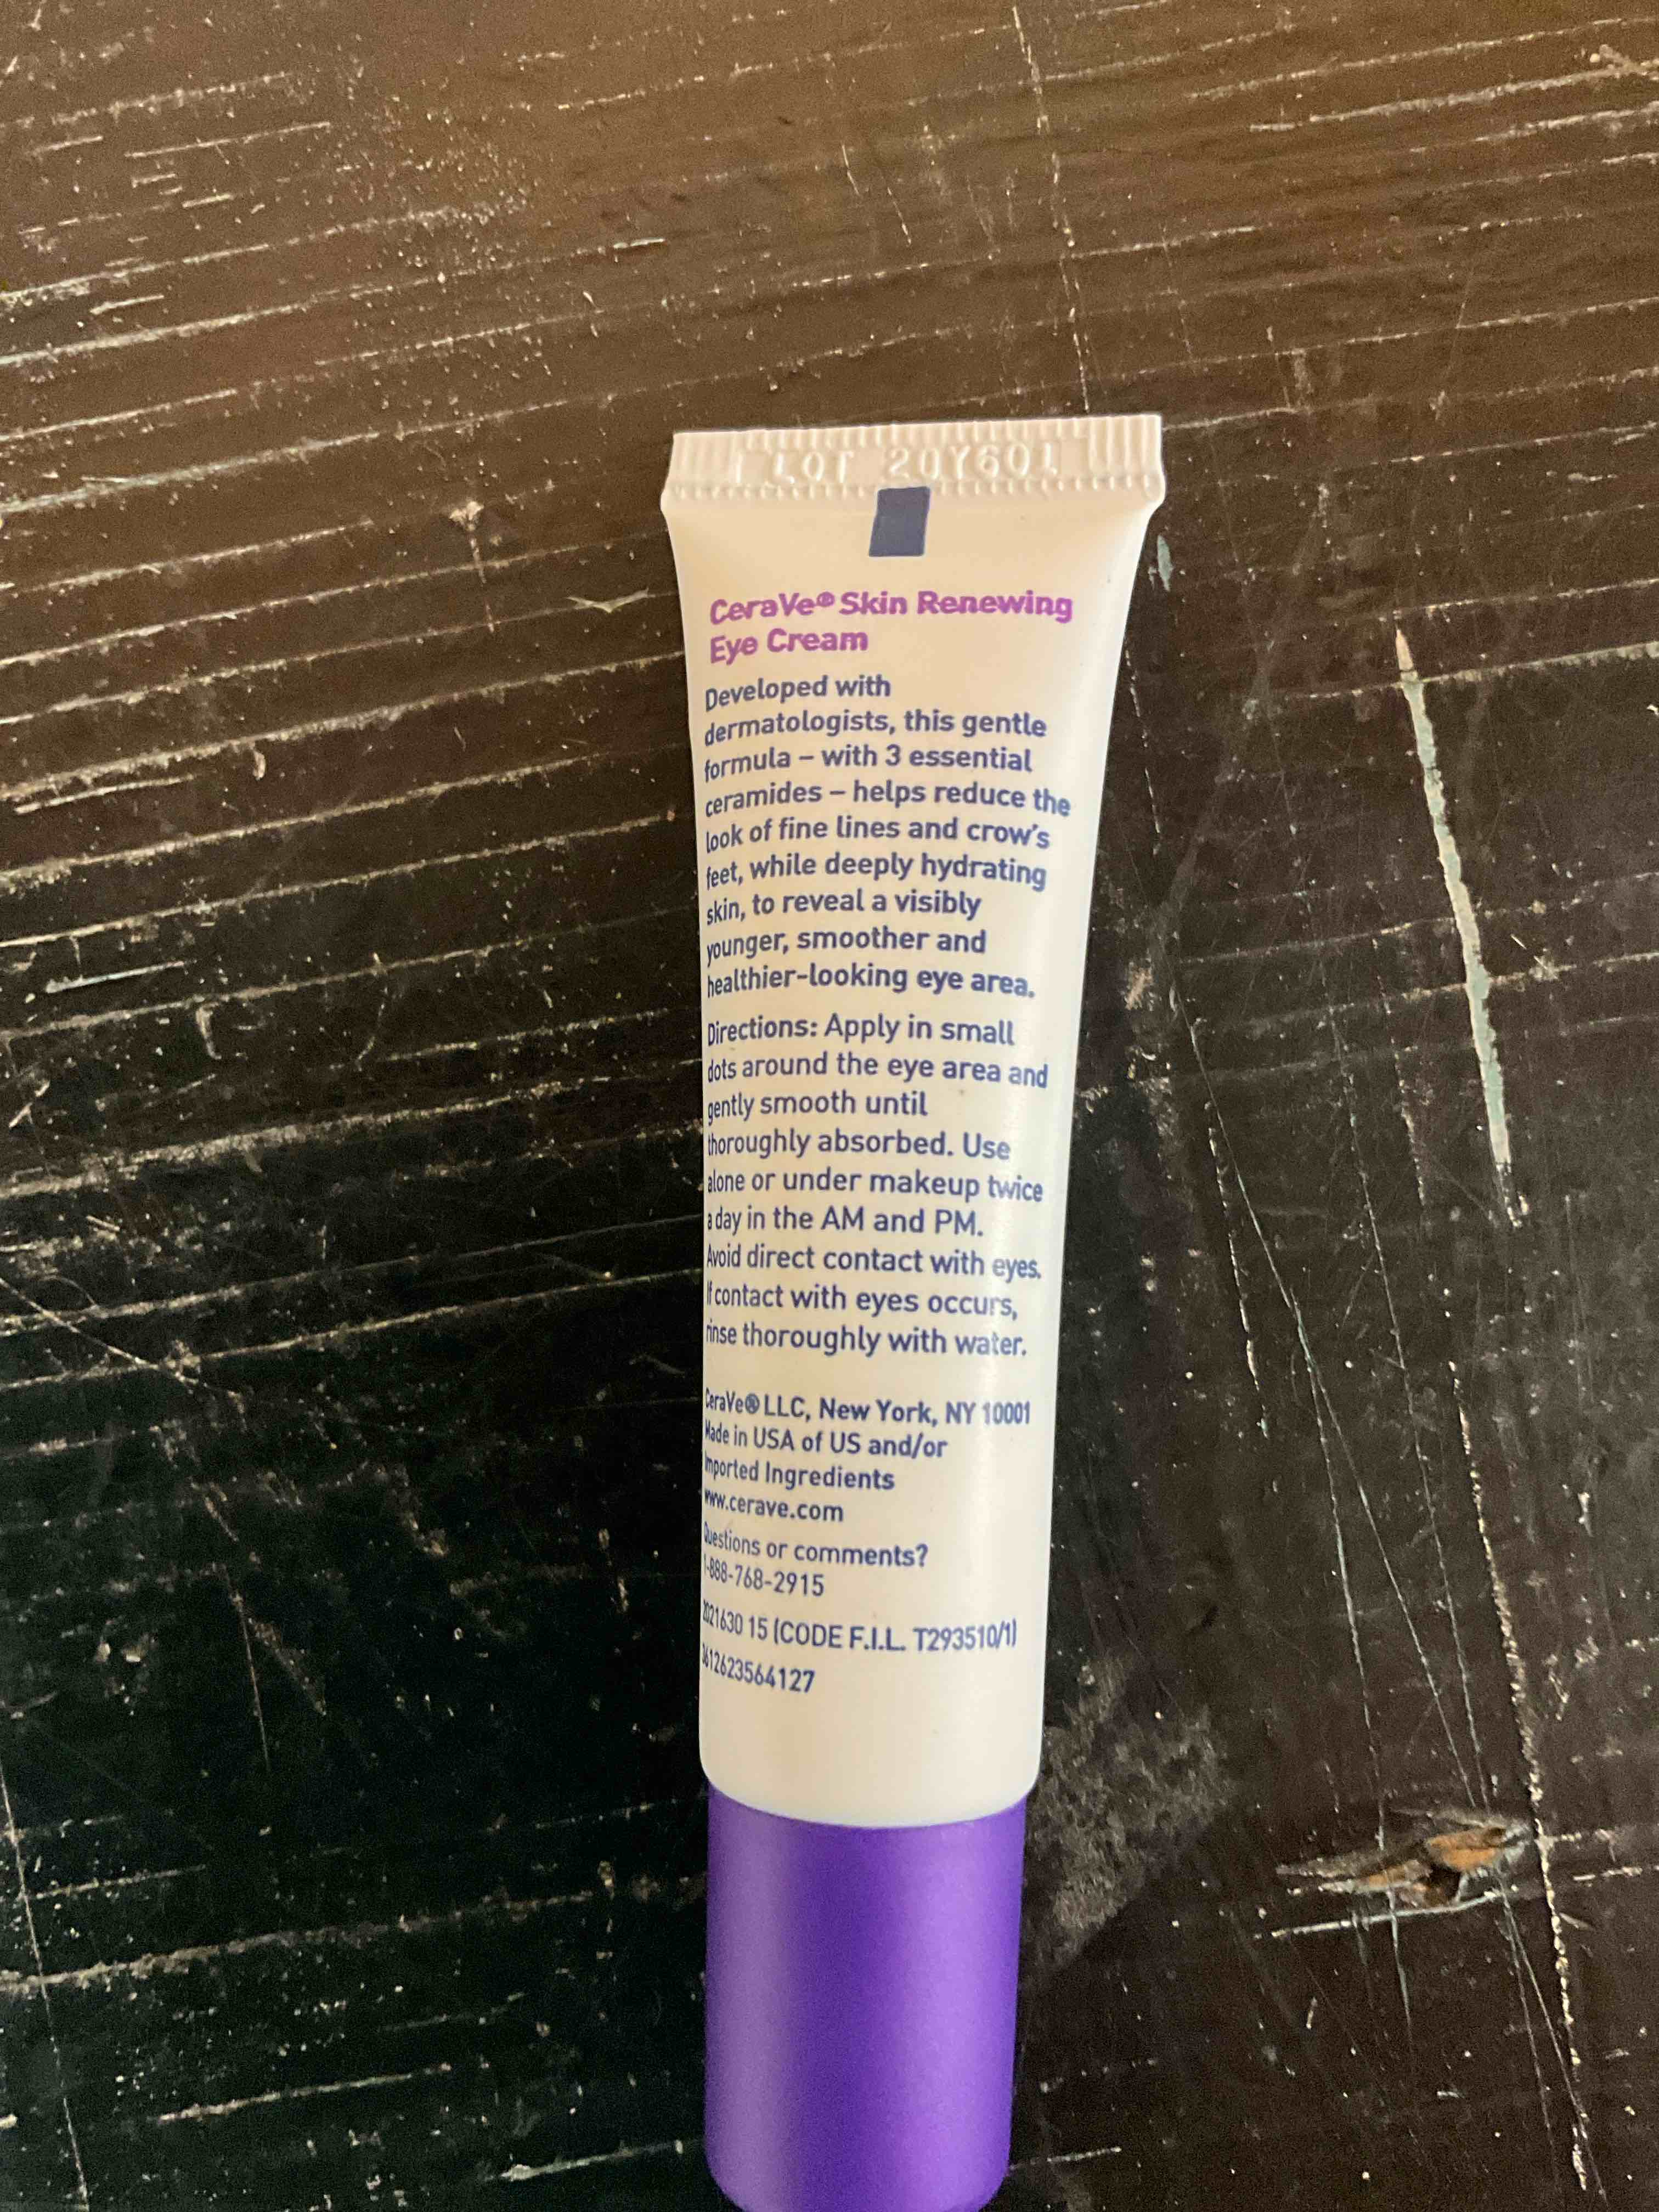 LOT 20Y601
CeraVe® Skin Renewing
Eye Cream
Developed with
dermatologists, this gentle
formula – with 3 essential
ceramides – helps reduce the
look of fine lines and crow's
feet, while deeply hydrating
skin, to reveal a visibly
younger, smoother and
healthier-looking eye area.
Directions: Apply in small
dots around the eye area and
gently smooth until
thoroughly absorbed. Use
alone or under makeup twice
a day in the AM and PM.
Avoid direct contact with eyes.
If contact with eyes occurs,
rinse thoroughly with water.
CeraVe® LLC, New York, NY 10001
Made in USA of US and/or
Imported Ingredients
www.cerave.com
Questions or comments?
1-888-768-2915
2021630 15 (CODE F.I.L. T293510/1)
3612623564127